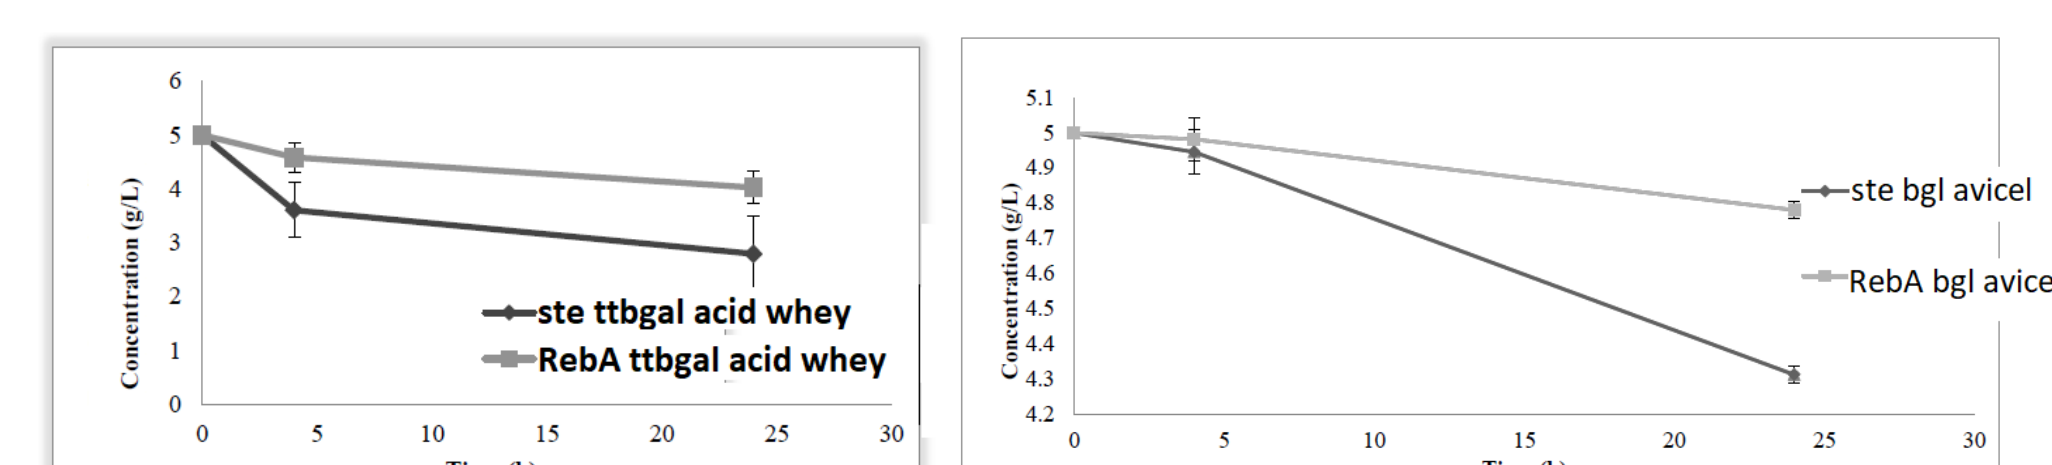 6
5
4
3
2
1
0
0 5 10 15 20 25 30
Concentration (g/L)
ste ttbgal acid whey
RebA ttbgal acid whey
5.1
5
4.9
4.8
4.7
4.6
4.5
4.4
4.3
4.2
0 5 10 15 20 25 30
Concentration (g/L)
ste bgl avicel
RebA bgl avice